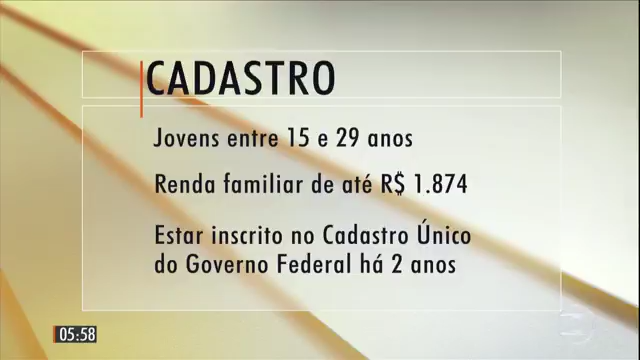 CADASTRO
Jovens entre 15 e 29 anos
Renda familiar de até R$ 1.874
Estar inscrito no Cadastro Único
do Governo Federal há 2 anos
05:58